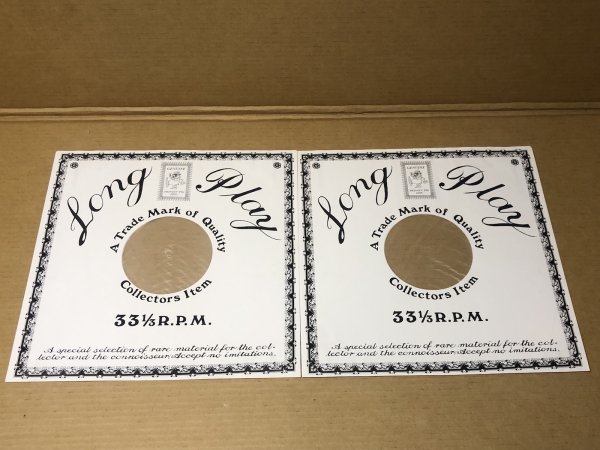 Long Play
GENUINE
A Trade Mark of Quality
Collectors Item
33⅓ R.P.M.
A special selection of rare material for the col-
lector and the connoisseur. Accept no imitations.
Long Play
GENUINE
A Trade Mark of Quality
Collectors Item
33⅓ R.P.M.
A special selection of rare material for the col-
lector and the connoisseur. Accept no imitations.